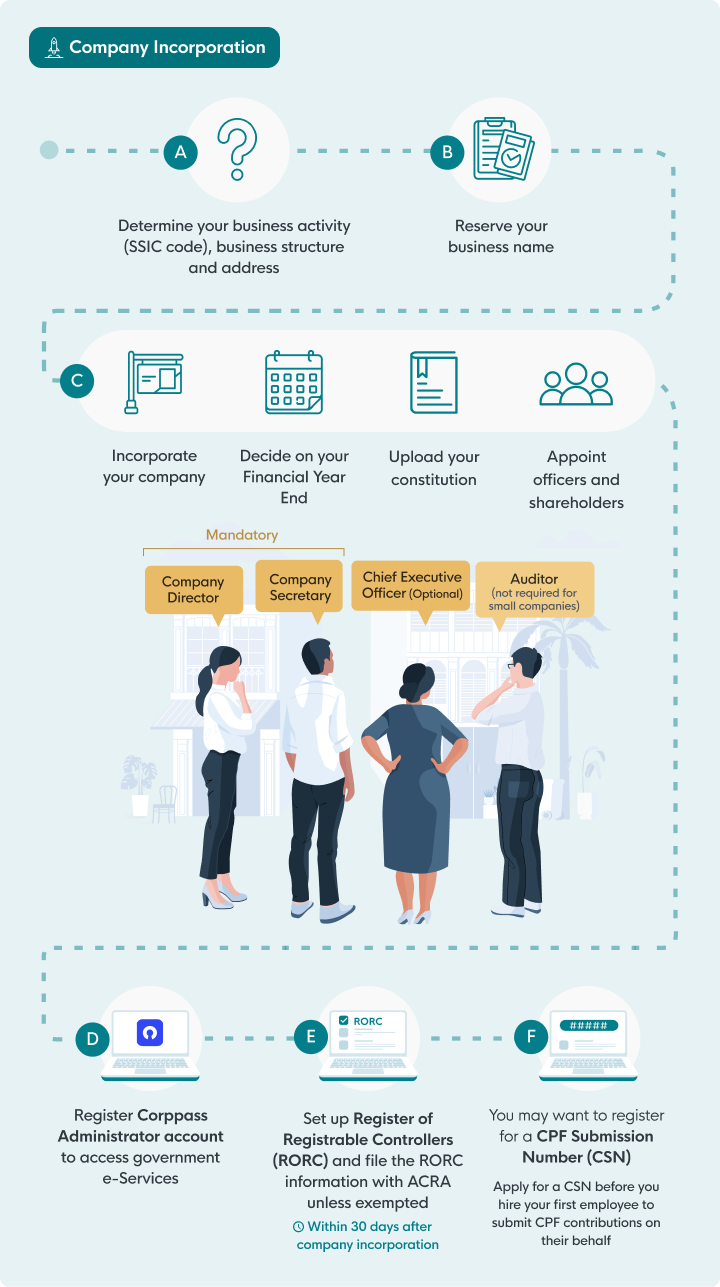 Company Incorporation
A
B
Determine your business activity
(SSIC code), business structure
and address
Reserve your
business name
C
Incorporate
your company
Decide on your
Financial Year
End
Upload your
constitution
Appoint
officers and
shareholders
Mandatory
Company
Director
Company
Secretary
Chief Executive
Officer (Optional)
Auditor
(not required for
small companies)
D
E
RORC
F
#####
Register Corppass
Administrator account
to access government
e-Services
Set up Register of
Registrable Controllers
(RORC) and file the RORC
information with ACRA
unless exempted
Within 30 days after
company incorporation
You may want to register
for a CPF Submission
Number (CSN)
Apply for a CSN before you
hire your first employee to
submit CPF contributions on
their behalf